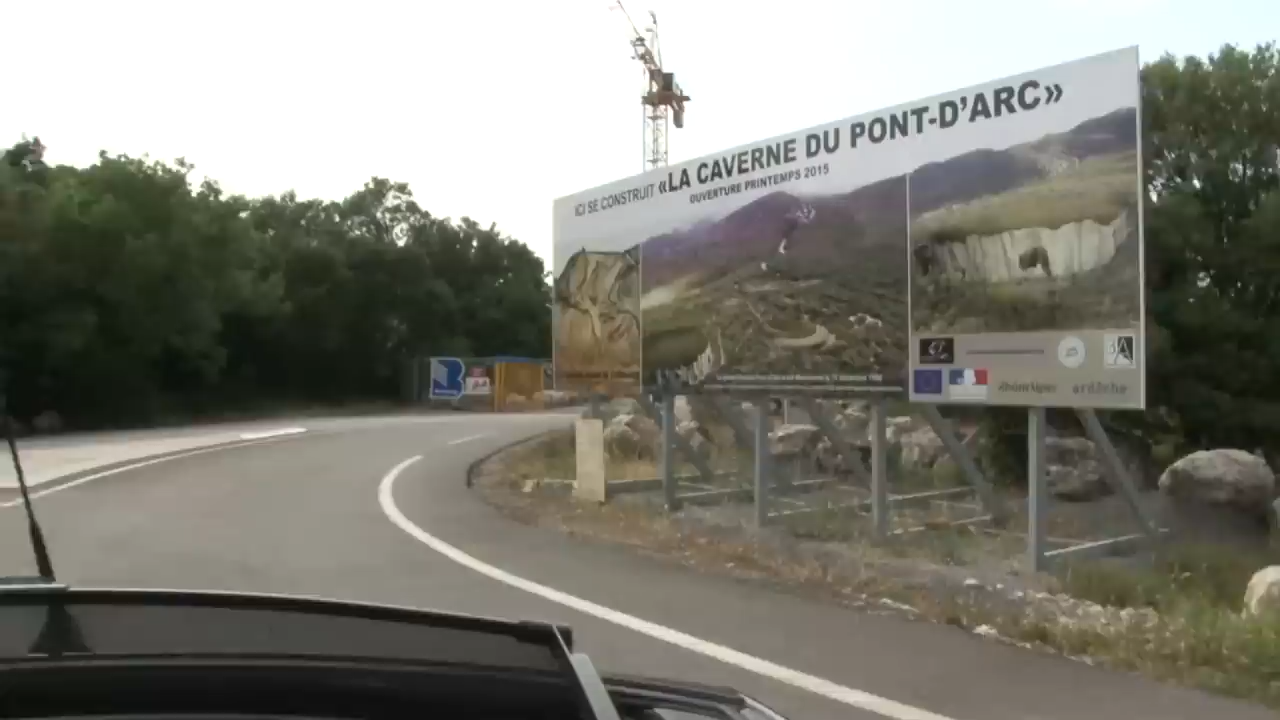 ICI SE CONSTRUIT «LA CAVERNE DU PONT-D'ARC»
OUVERTURE PRINTEMPS 2015
RhôneAlpes
ardèche